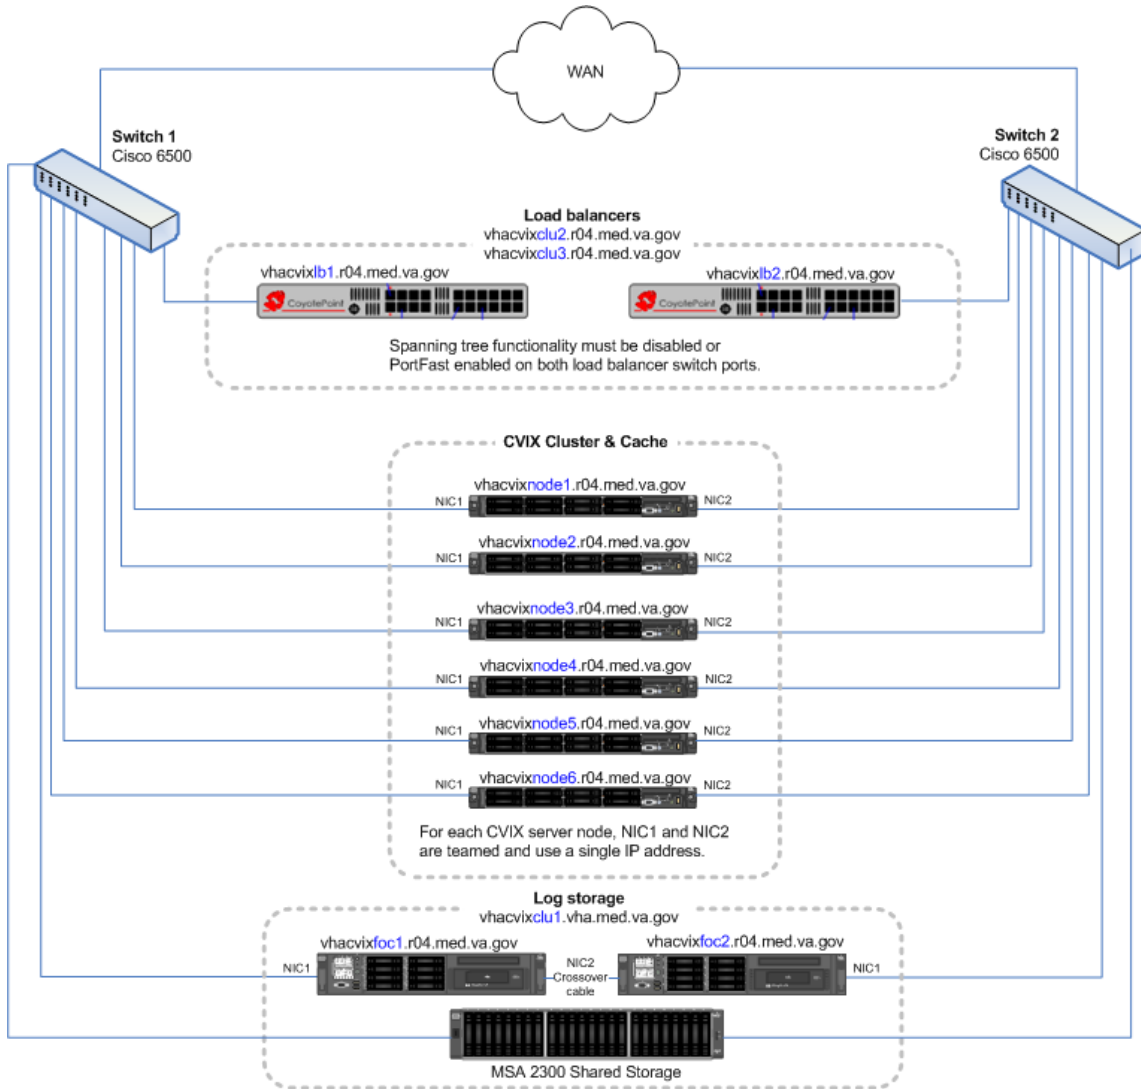 WAN
Switch 1
Cisco 6500
Switch 2
Cisco 6500
Load balancers
vhacvixclu2.r04.med.va.gov
vhacvixclu3.r04.med.va.gov
vhacvixlb1.r04.med.va.gov
vhacvixlb2.r04.med.va.gov
CoyotePoint
CoyotePoint
Spanning tree functionality must be disabled or
PortFast enabled on both load balancer switch ports.
CVIX Cluster & Cache
vhacvixnode1.r04.med.va.gov
NIC1
NIC2
vhacvixnode2.r04.med.va.gov
NIC1
NIC2
vhacvixnode3.r04.med.va.gov
NIC1
NIC2
vhacvixnode4.r04.med.va.gov
NIC1
NIC2
vhacvixnode5.r04.med.va.gov
NIC1
NIC2
vhacvixnode6.r04.med.va.gov
NIC1
NIC2
For each CVIX server node, NIC1 and NIC2
are teamed and use a single IP address.
Log storage
vhacvixclu1.vha.med.va.gov
vhacvixfoc1.r04.med.va.gov
vhacvixfoc2.r04.med.va.gov
NIC1
NIC2
Crossover
cable
NIC1
MSA 2300 Shared Storage